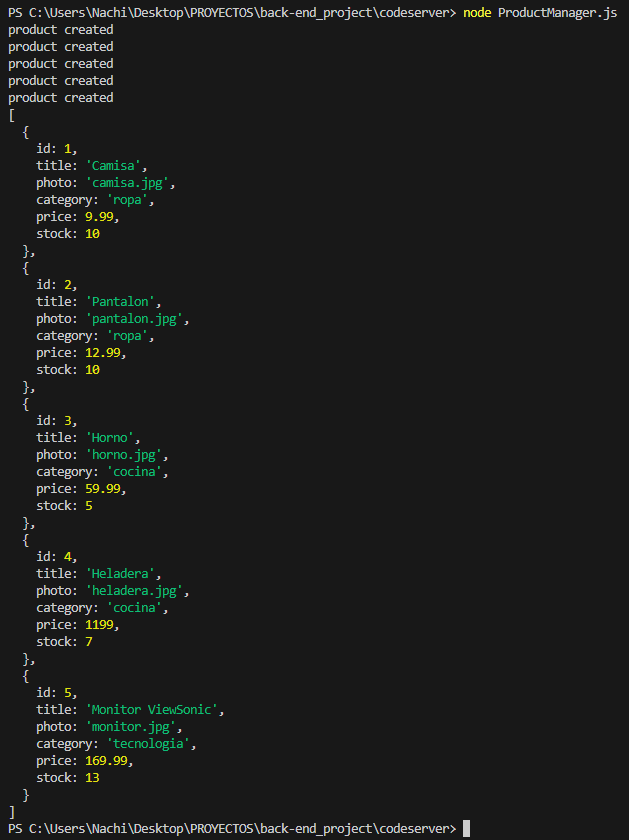 PS C:\Users\Nachi\Desktop\PROYECTOS\back-end_project\codeserver> node ProductManager.js
product created
product created
product created
product created
product created
[
  {
    id: 1,
    title: 'Camisa',
    photo: 'camisa.jpg',
    category: 'ropa',
    price: 9.99,
    stock: 10
  },
  {
    id: 2,
    title: 'Pantalon',
    photo: 'pantalon.jpg',
    category: 'ropa',
    price: 12.99,
    stock: 10
  },
  {
    id: 3,
    title: 'Horno',
    photo: 'horno.jpg',
    category: 'cocina',
    price: 59.99,
    stock: 5
  },
  {
    id: 4,
    title: 'Heladera',
    photo: 'heladera.jpg',
    category: 'cocina',
    price: 1199,
    stock: 7
  },
  {
    id: 5,
    title: 'Monitor ViewSonic',
    photo: 'monitor.jpg',
    category: 'tecnologia',
    price: 169.99,
    stock: 13
  }
]
PS C:\Users\Nachi\Desktop\PROYECTOS\back-end_project\codeserver>